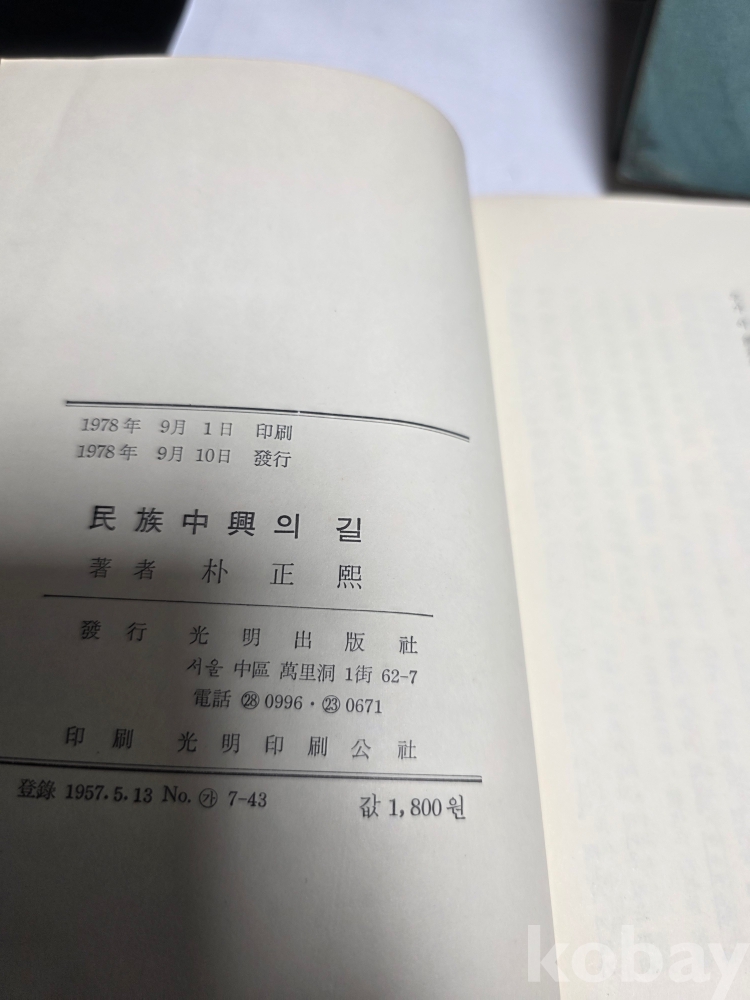 1978年 9月 1日 印刷
1978年 9月 10日 發行
民族中興의 길
著者 朴正熙
發行 光明出版社
서울 中區 萬里洞 1街 62-7
電話 ㉘ 0996 · ㉓ 0671
印刷 光明印刷公社
登錄 1957.5.13 No. ㉮ 7-43 값 1,800원
kobay